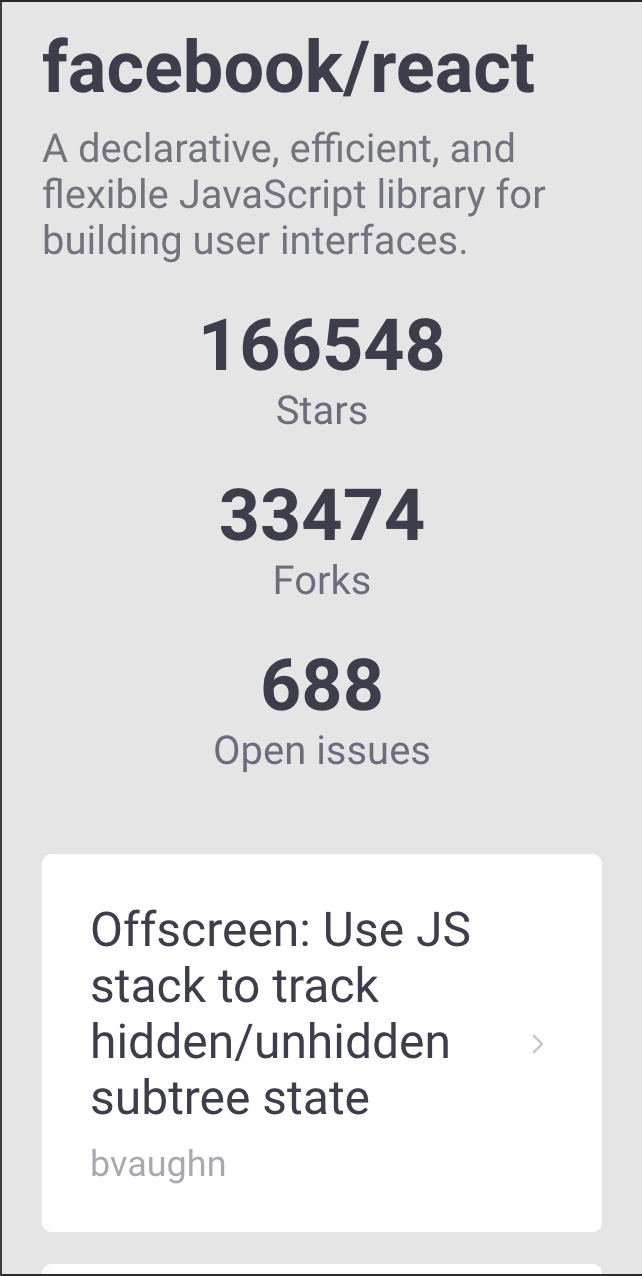 facebook/react
A declarative, efficient, and
flexible JavaScript library for
building user interfaces.
166548
Stars
33474
Forks
688
Open issues
Offscreen: Use JS
stack to track
hidden/unhidden
subtree state
bvaughn